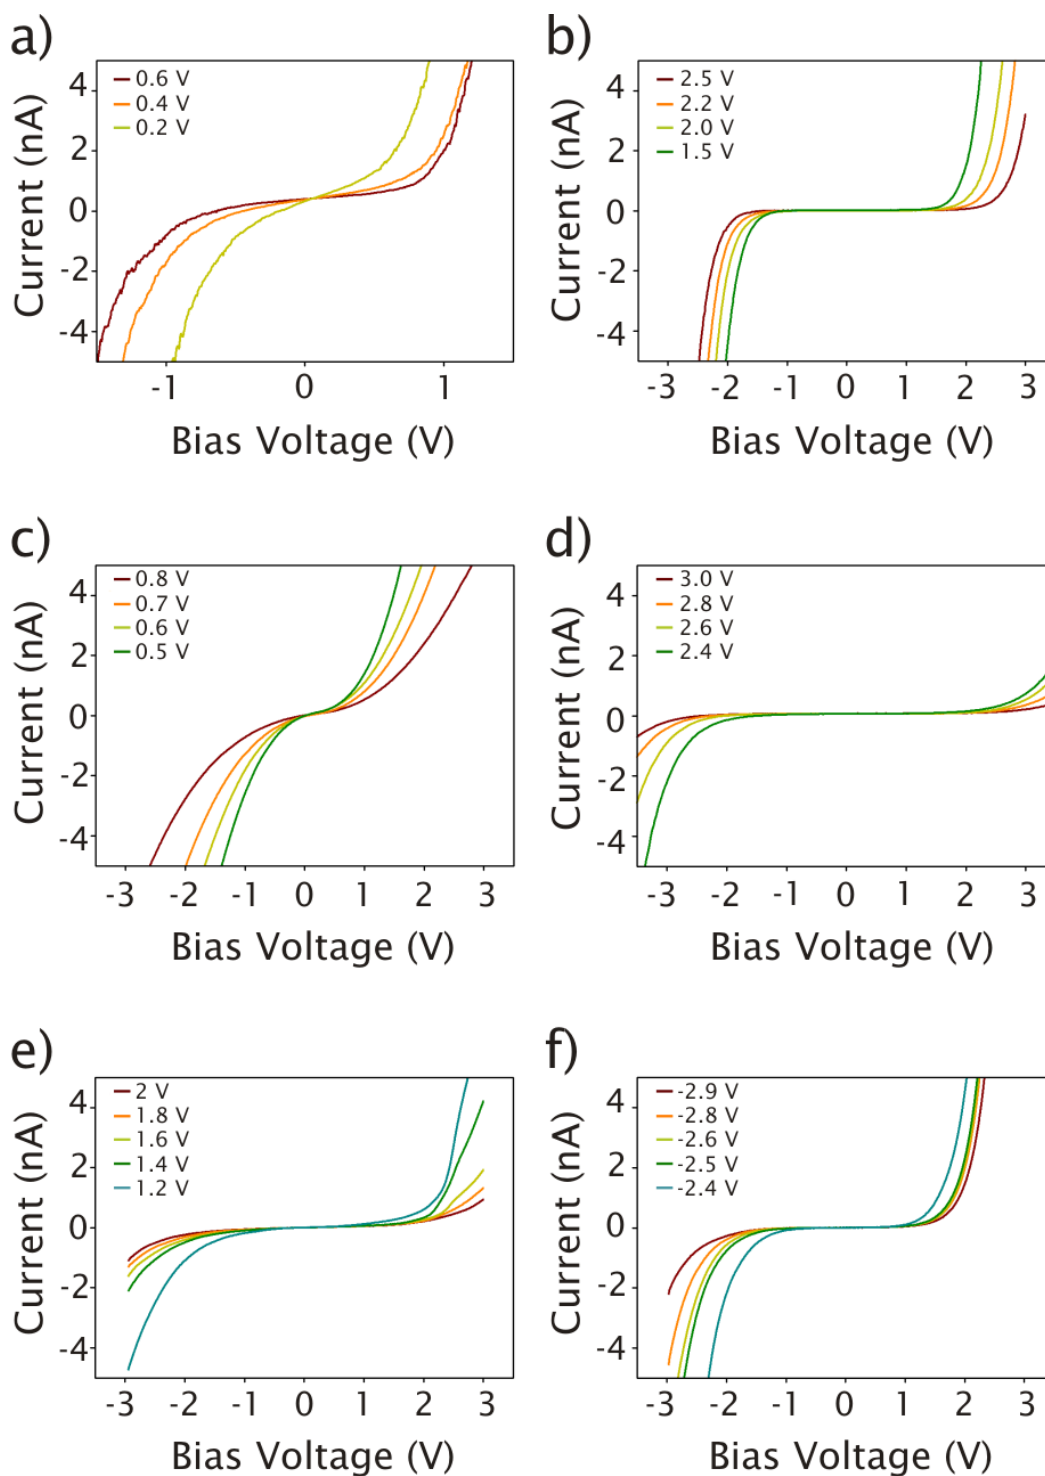 a)
0.6 V
0.4 V
0.2 V
4
2
0
-2
-4
Current (nA)
-1
0
1
Bias Voltage (V)
b)
2.5 V
2.2 V
2.0 V
1.5 V
4
2
0
-2
-4
Current (nA)
-3
-2
-1
0
1
2
3
Bias Voltage (V)
c)
0.8 V
0.7 V
0.6 V
0.5 V
4
2
0
-2
-4
Current (nA)
-3
-2
-1
0
1
2
3
Bias Voltage (V)
d)
3.0 V
2.8 V
2.6 V
2.4 V
4
2
0
-2
-4
Current (nA)
-3
-2
-1
0
1
2
3
Bias Voltage (V)
e)
2 V
1.8 V
1.6 V
1.4 V
1.2 V
4
2
0
-2
-4
Current (nA)
-3
-2
-1
0
1
2
3
Bias Voltage (V)
f)
-2.9 V
-2.8 V
-2.6 V
-2.5 V
-2.4 V
4
2
0
-2
-4
Current (nA)
-3
-2
-1
0
1
2
3
Bias Voltage (V)